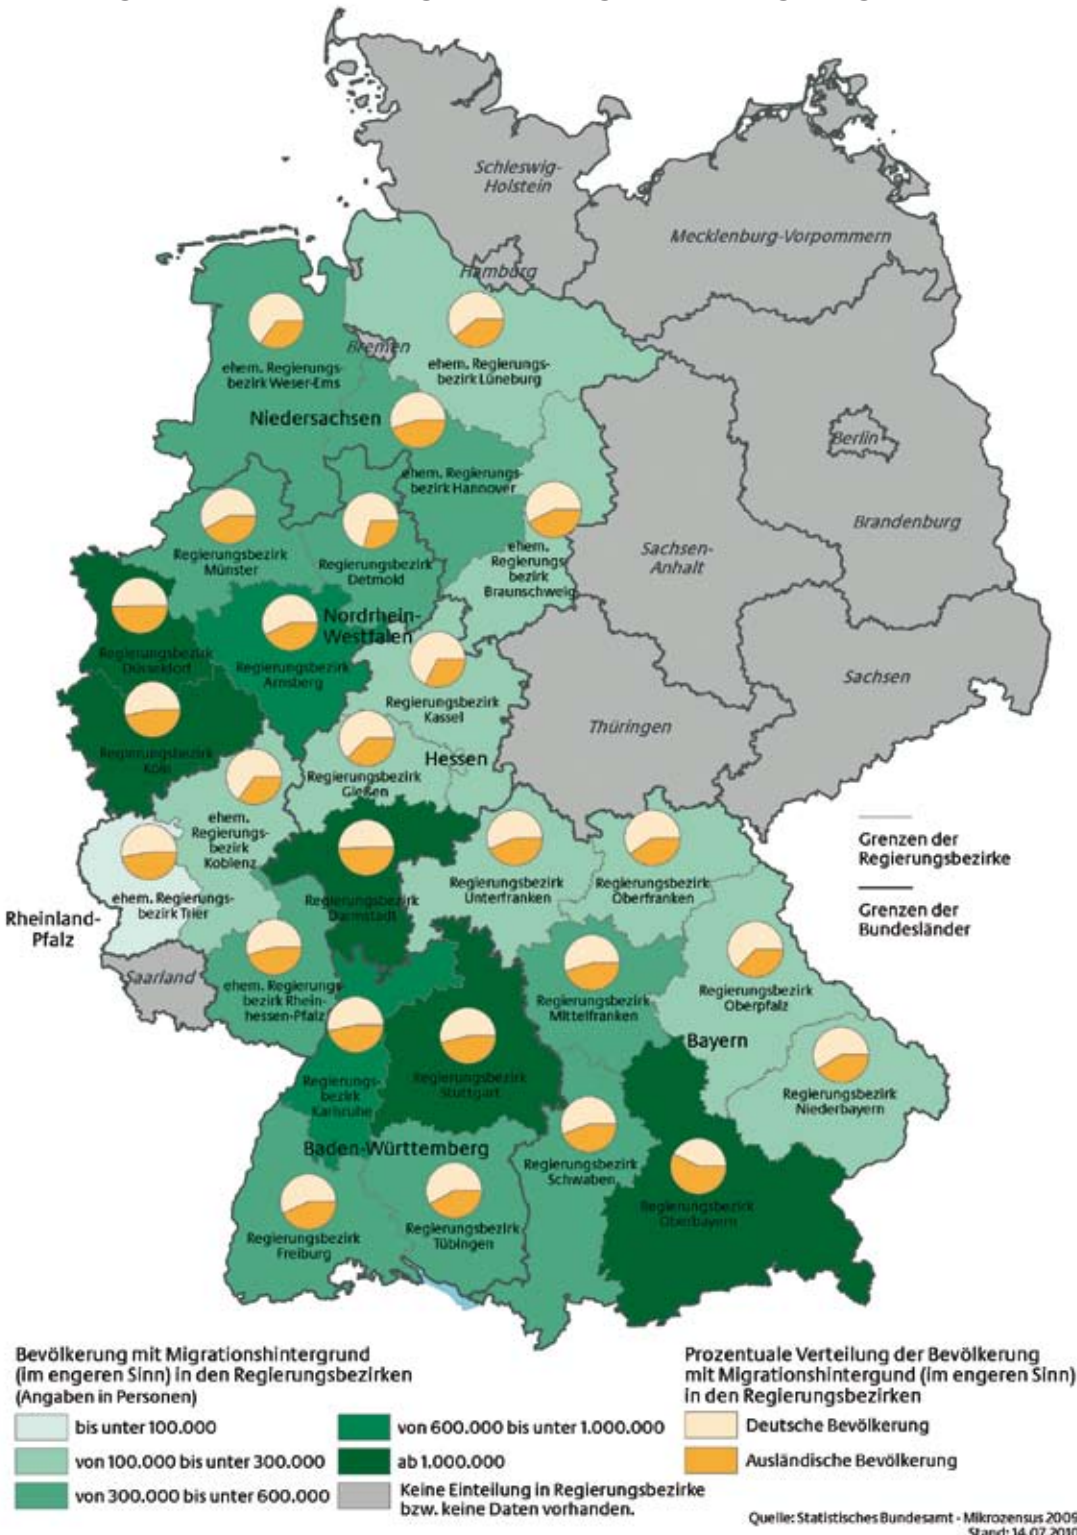 Schleswig-
Holstein
Mecklenburg-Vorpommern
Hamburg
Bremen
ehem. Regierungs-
bezirk Weser-Ems
ehem. Regierungs-
bezirk Lüneburg
Niedersachsen
Berlin
ehem. Regierungs-
bezirk Hannover
Brandenburg
Sachsen-
Anhalt
Regierungsbezirk
Münster
Regierungsbezirk
Detmold
ehem.
Regierungs
bezirk
Braunschweig
Nordrhein-
Westfalen
Regierungsbezirk
Düsseldorf
Regierungsbezirk
Arnsberg
Sachsen
Regierungsbezirk
Kassel
Thüringen
Regierungsbezirk
Köln
Hessen
Regierungsbezirk
Gießen
ehem.
Regierungs-
bezirk
Koblenz
Grenzen der
Regierungsbezirke
Grenzen der
Bundesländer
ehem. Regierungs-
bezirk Trier
Regierungsbezirk
Darmstadt
Regierungsbezirk
Unterfranken
Regierungsbezirk
Oberfranken
Rheinland-
Pfalz
Saarland
ehem. Regierungs-
bezirk Rhein-
hessen-Pfalz
Regierungsbezirk
Mittelfranken
Regierungsbezirk
Oberpfalz
Bayern
Regierungs-
bezirk
Karlsruhe
Regierungsbezirk
Stuttgart
Regierungsbezirk
Niederbayern
Baden-Württemberg
Regierungsbezirk
Schwaben
Regierungsbezirk
Oberbayern
Regierungsbezirk
Freiburg
Regierungsbezirk
Tübingen
Bevölkerung mit Migrationshintergrund
(im engeren Sinn) in den Regierungsbezirken
(Angaben in Personen)
bis unter 100.000
von 100.000 bis unter 300.000
von 300.000 bis unter 600.000
von 600.000 bis unter 1.000.000
ab 1.000.000
Keine Einteilung in Regierungsbezirke
bzw. keine Daten vorhanden.
Prozentuale Verteilung der Bevölkerung
mit Migrationshintergund (im engeren Sinn)
in den Regierungsbezirken
Deutsche Bevölkerung
Ausländische Bevölkerung
Quelle: Statistisches Bundesamt - Mikrozensus 2009
Stand: 14.07.2010